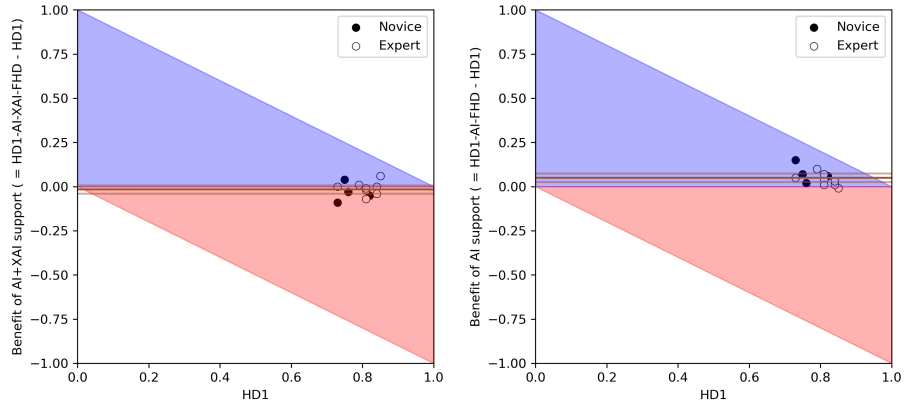 Benefit of AI+XAI support ( = HD1-AI-XAI-FHD - HD1)
1.00
0.75
0.50
0.25
0.00
−0.25
−0.50
−0.75
−1.00
Novice
Expert
0.0 0.2 0.4 0.6 0.8 1.0
HD1
Benefit of AI support ( = HD1-AI-FHD - HD1)
1.00
0.75
0.50
0.25
0.00
−0.25
−0.50
−0.75
−1.00
Novice
Expert
0.0 0.2 0.4 0.6 0.8 1.0
HD1